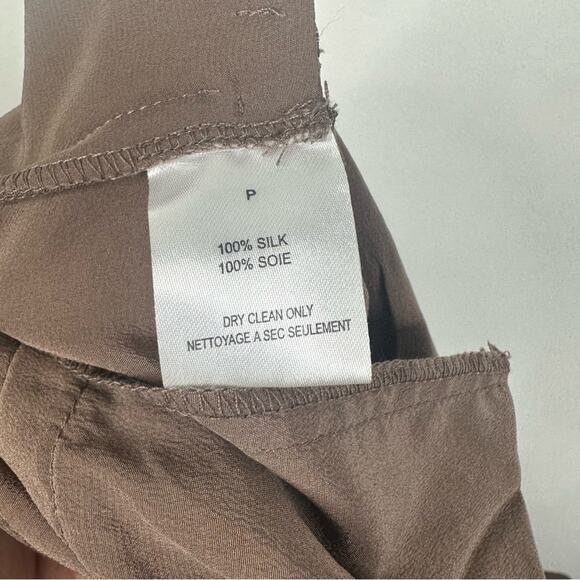 P
100% SILK
100% SOIE
DRY CLEAN ONLY
NETTOYAGE A SEC SEULEMENT